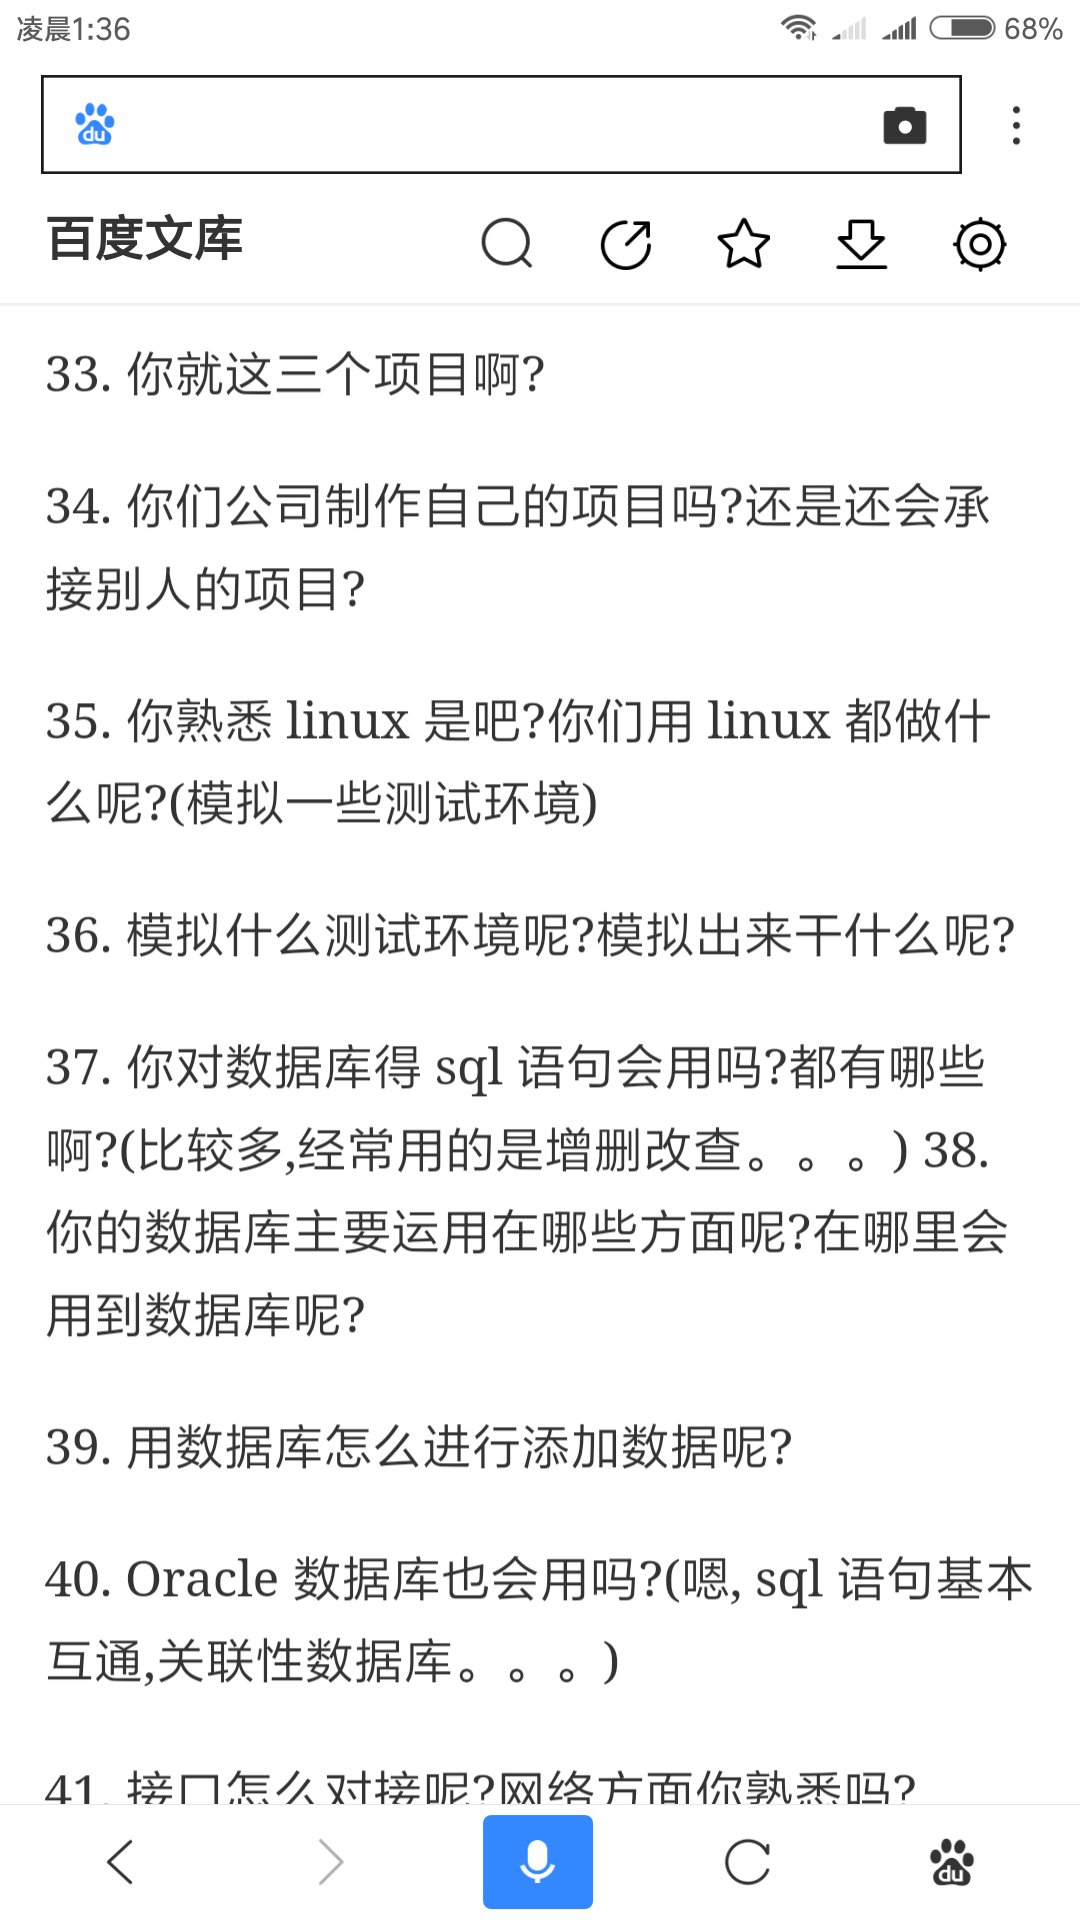 凌晨1:36
68%
du
百度文库
33. 你就这三个项目啊?
34. 你们公司制作自己的项目吗?还是还会承
接别人的项目?
35. 你熟悉 linux 是吧?你们用 linux 都做什
么呢?(模拟一些测试环境)
36. 模拟什么测试环境呢?模拟出来干什么呢?
37. 你对数据库得 sql 语句会用吗?都有哪些
啊?(比较多,经常用的是增删改查。。。) 38.
你的数据库主要运用在哪些方面呢?在哪里会
用到数据库呢?
39. 用数据库怎么进行添加数据呢?
40. Oracle 数据库也会用吗?(嗯, sql 语句基本
互通,关联性数据库。。。)
41. 接口怎么对接呢?网络方面你熟悉吗?
du